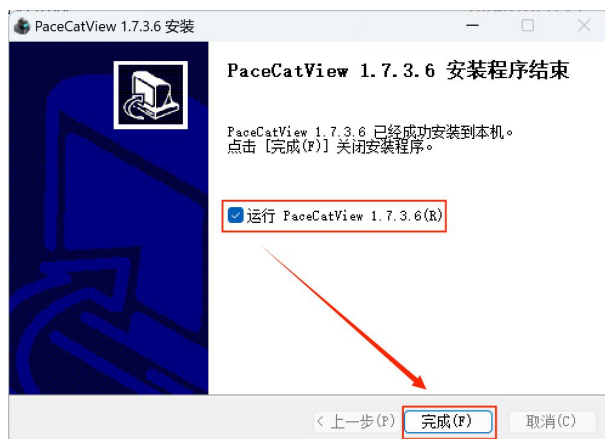 PaceCatView 1.7.3.6 安装
PaceCatView 1.7.3.6 安装程序结束
PaceCatView 1.7.3.6 已经成功安装到本机。
点击 [完成(F)] 关闭安装程序。
运行 PaceCatView 1.7.3.6(R)
< 上一步(P) 完成(F) 取消(C)